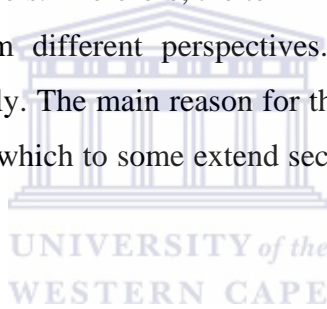 m different perspectives.
ly. The main reason for th
which to some extend sec
UNIVERSITY of the
WESTERN CAPE